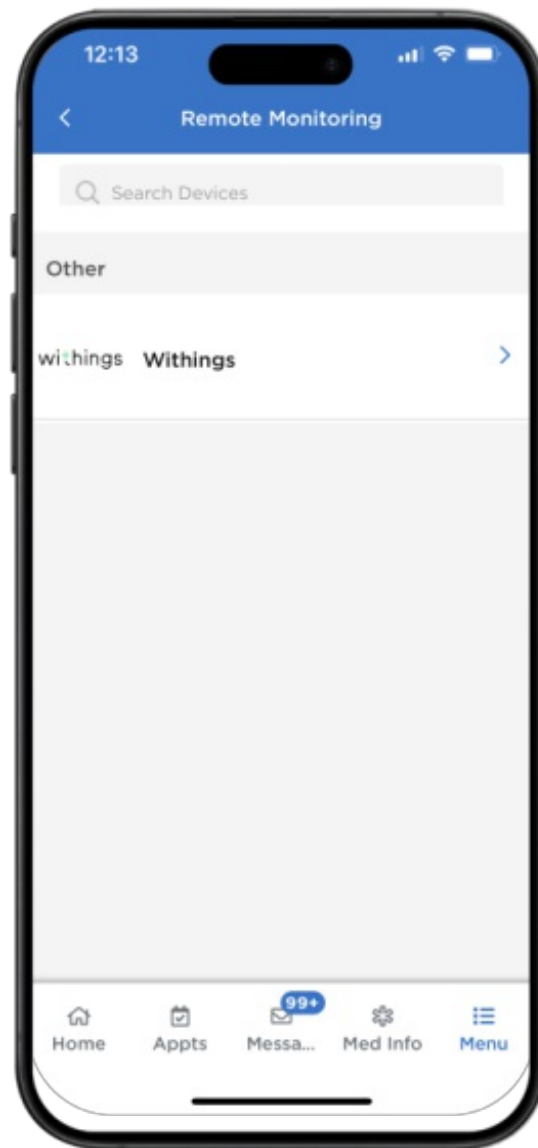 12:13
Remote Monitoring
Search Devices
Other
withings Withings
99+
Home Appts Messa... Med Info Menu